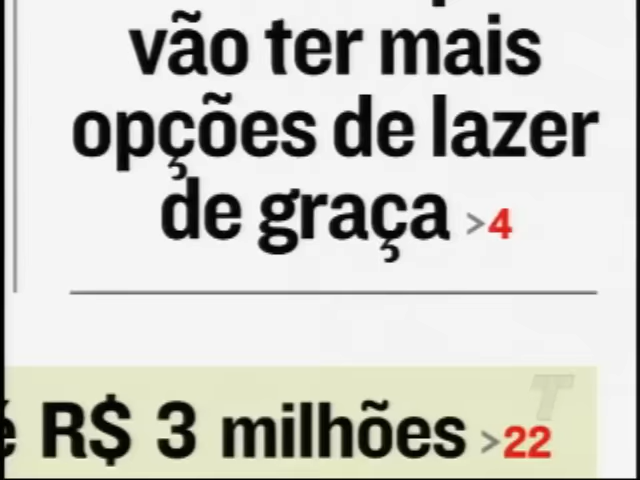 vão ter mais
opções de lazer
de graça >4
R$ 3 milhões >22